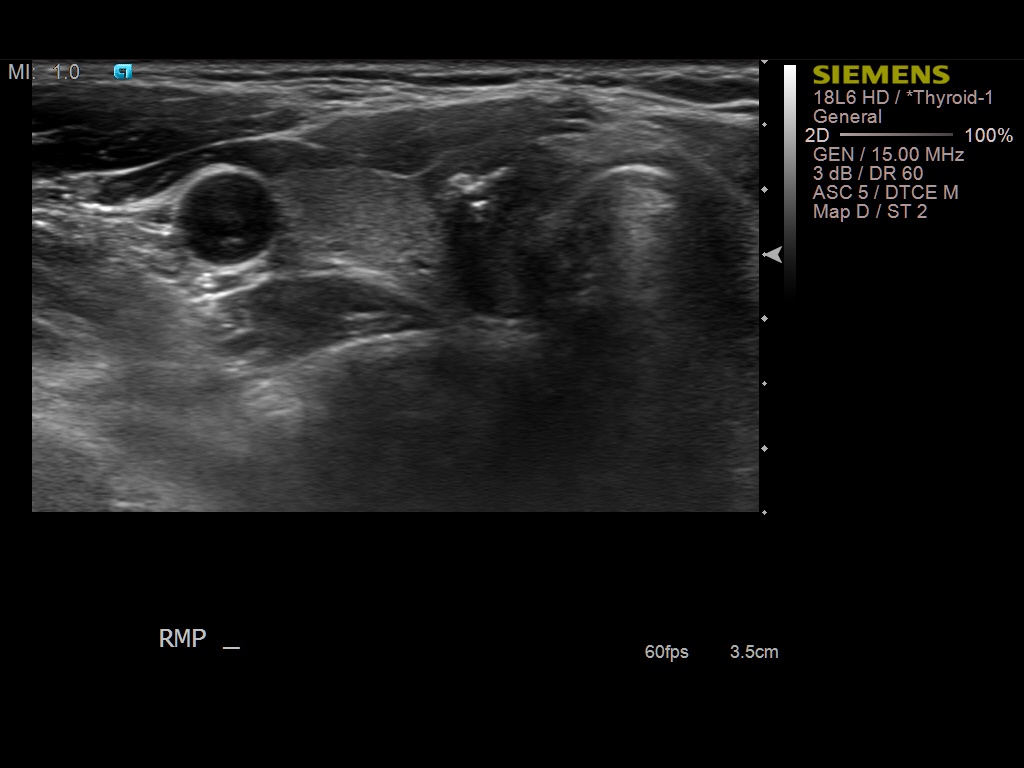 MI: 1.0
SIEMENS
18L6 HD / *Thyroid-1
General
2D 100%
GEN / 15.00 MHz
3 dB / DR 60
ASC 5 / DTCE M
Map D / ST 2
RMP _
60fps 3.5cm